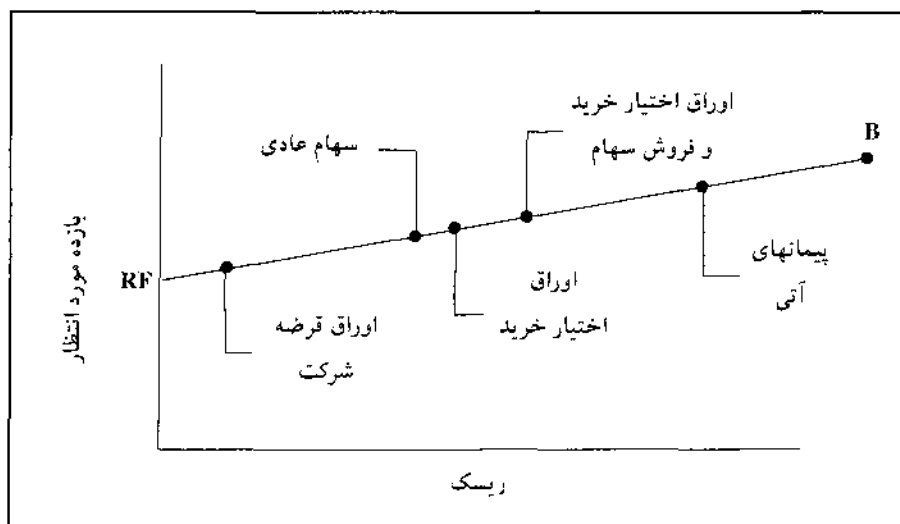 اوراق اختیار خرید
و فروش سهام
B
سهام عادی
پیمانهای
آتی
اوراق
اختیار خرید
RF
اوراق قرضه
شرکت
بازده مورد انتظار
ریسک